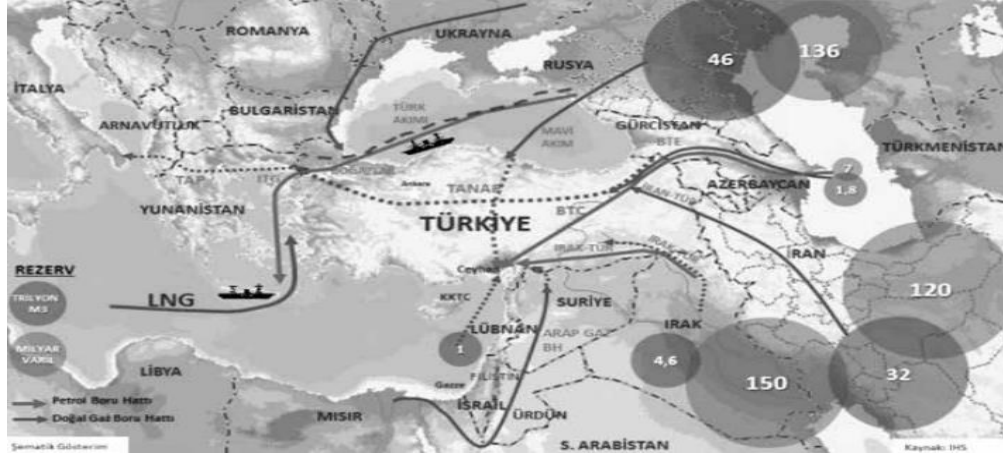 ROMANYA
UKRAYNA
RUSYA
46
136
İTALYA
BULGARİSTAN
ARNAVUTLUK
TÜRK
AKIMI
MAVİ
AKIM
GÜRCİSTAN
BTE
TÜRKMENİSTAN
7
1,8
AZERBAYCAN
TAP
YUNANİSTAN
Ankara
TANAP
TÜRKİYE
BTC
IRAK-TÜR
İRAN
REZERV
TRİLYON
M3
LNG
Ceyhan
KKTC
SURİYE
120
LÜBNAN
IRAK
MİLYAR
VARİL
1
ARAP GAZ
BH
4,6
150
32
LİBYA
FİLİSTİN
Gazze
İSRAİL
ÜRDÜN
MISIR
S. ARABİSTAN
Petrol Boru Hattı
Doğal Gaz Boru Hattı
Şematik Gösterim
Kaynak: IHS